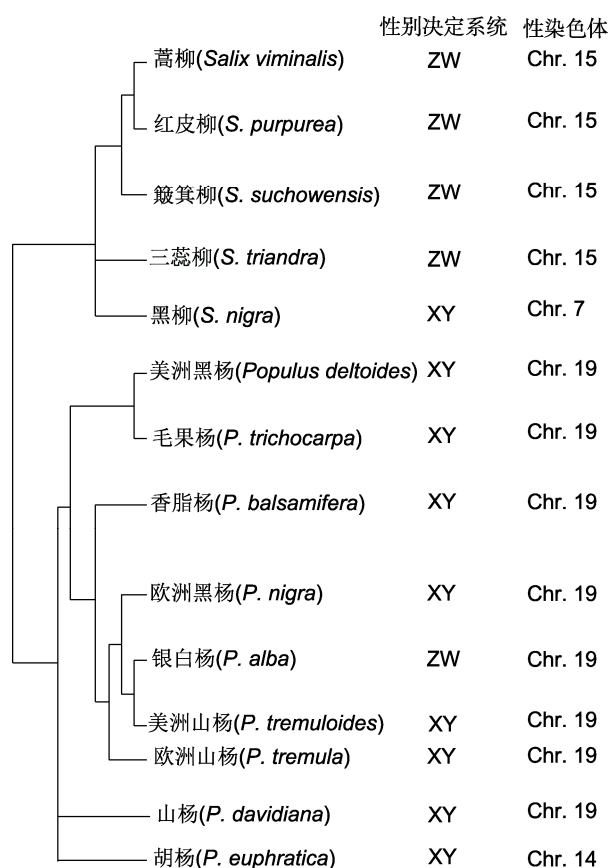 性别决定系统 性染色体
蒿柳(Salix viminalis) ZW Chr. 15
红皮柳(S. purpurea) ZW Chr. 15
簸箕柳(S. suchowensis) ZW Chr. 15
三蕊柳(S. triandra) ZW Chr. 15
黑柳(S. nigra) XY Chr. 7
美洲黑杨(Populus deltoides) XY Chr. 19
毛果杨(P. trichocarpa) XY Chr. 19
香脂杨(P. balsamifera) XY Chr. 19
欧洲黑杨(P. nigra) XY Chr. 19
银白杨(P. alba) ZW Chr. 19
美洲山杨(P. tremuloides) XY Chr. 19
欧洲山杨(P. tremula) XY Chr. 19
山杨(P. davidiana) XY Chr. 19
胡杨(P. euphratica) XY Chr. 14